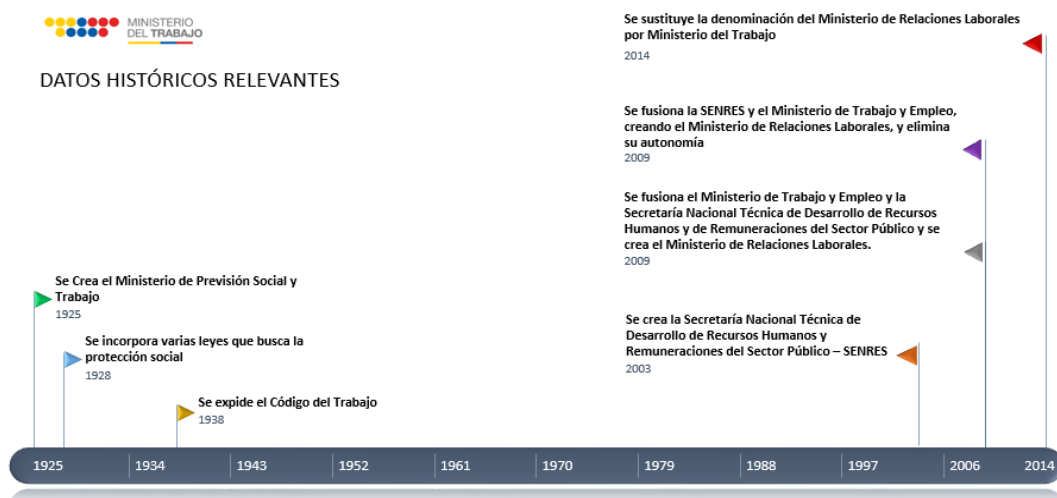 MINISTERIO
DEL TRABAJO
DATOS HISTÓRICOS RELEVANTES
Se sustituye la denominación del Ministerio de Relaciones Laborales
por Ministerio del Trabajo
2014
Se fusiona la SENRES y el Ministerio de Trabajo y Empleo,
creando el Ministerio de Relaciones Laborales, y elimina
su autonomía
2009
Se fusiona el Ministerio de Trabajo y Empleo y la
Secretaría Nacional Técnica de Desarrollo de Recursos
Humanos y de Remuneraciones del Sector Público y se
crea el Ministerio de Relaciones Laborales.
2009
Se Crea el Ministerio de Previsión Social y
Trabajo
1925
Se incorpora varias leyes que busca la
protección social
1928
Se expide el Código del Trabajo
1938
Se crea la Secretaría Nacional Técnica de
Desarrollo de Recursos Humanos y
Remuneraciones del Sector Público – SENRES
2003
1925 1934 1943 1952 1961 1970 1979 1988 1997 2006 2014